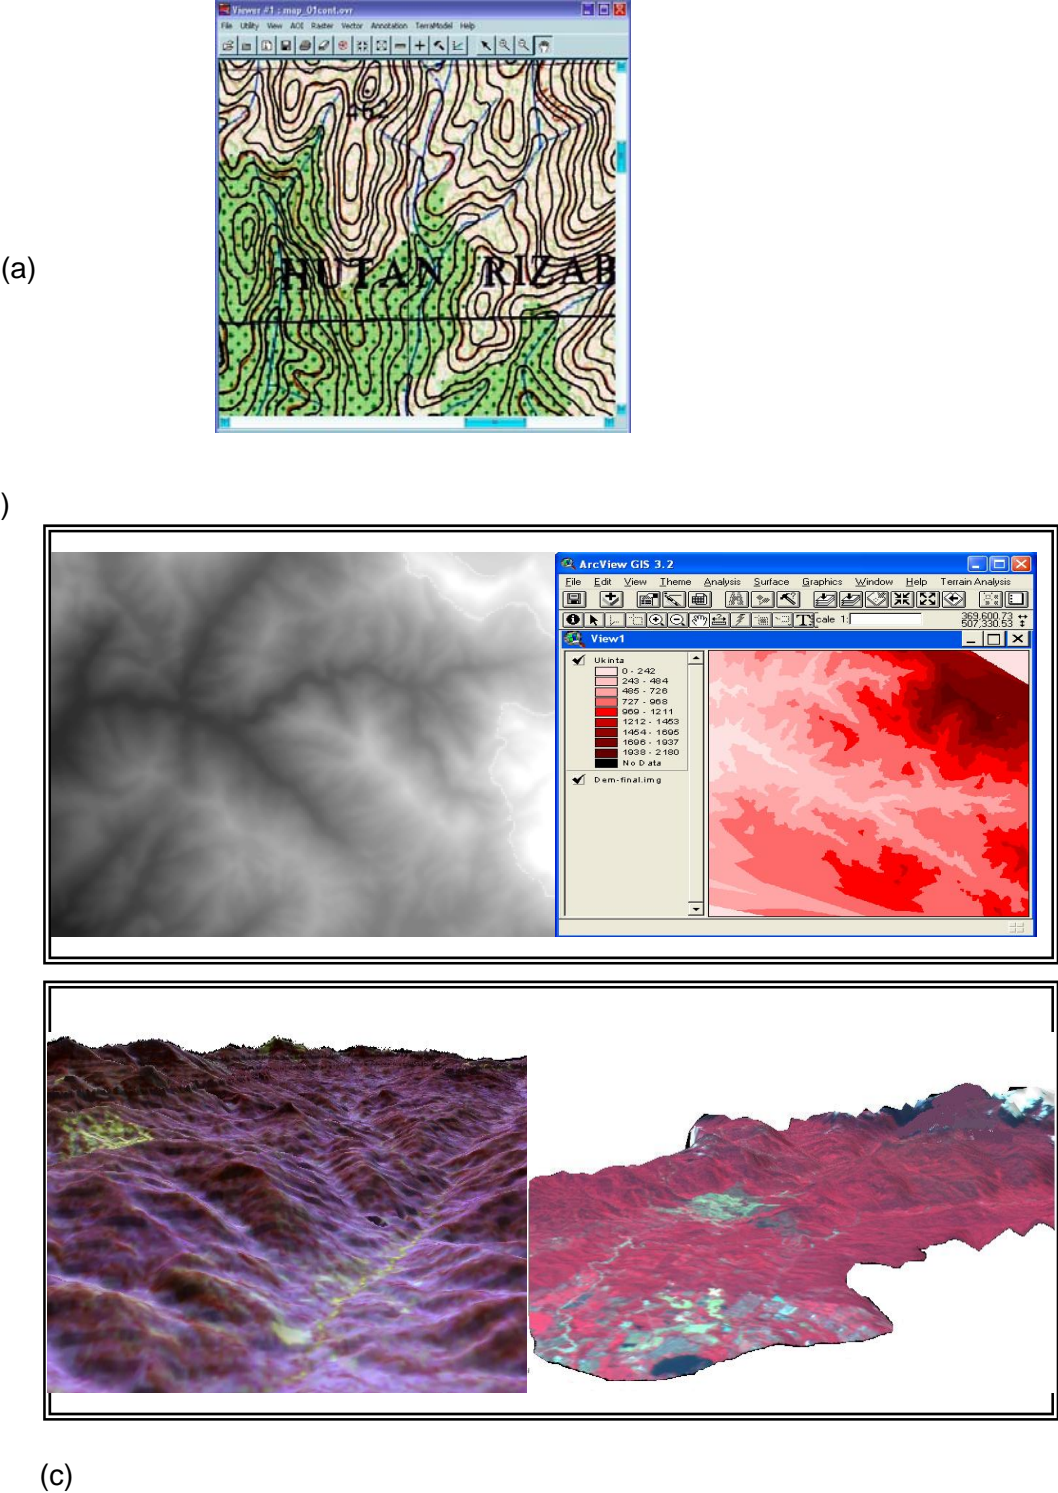 Viewer #1 : map_01cont.ovr
File Utility View AOI Raster Vector Annotation TerraModel Help
462
(a)
HUTAN RIZAB
)
ArcView GIS 3.2
File Edit View Theme Analysis Surface Graphics Window Help Terrain Analysis
cale 1:
369,600.73
507,330.53
View1
Ukinta
0 - 242
243 - 484
485 - 726
727 - 968
969 - 1211
1212 - 1453
1454 - 1695
1696 - 1937
1938 - 2180
No Data
Dem-final.img
(c)